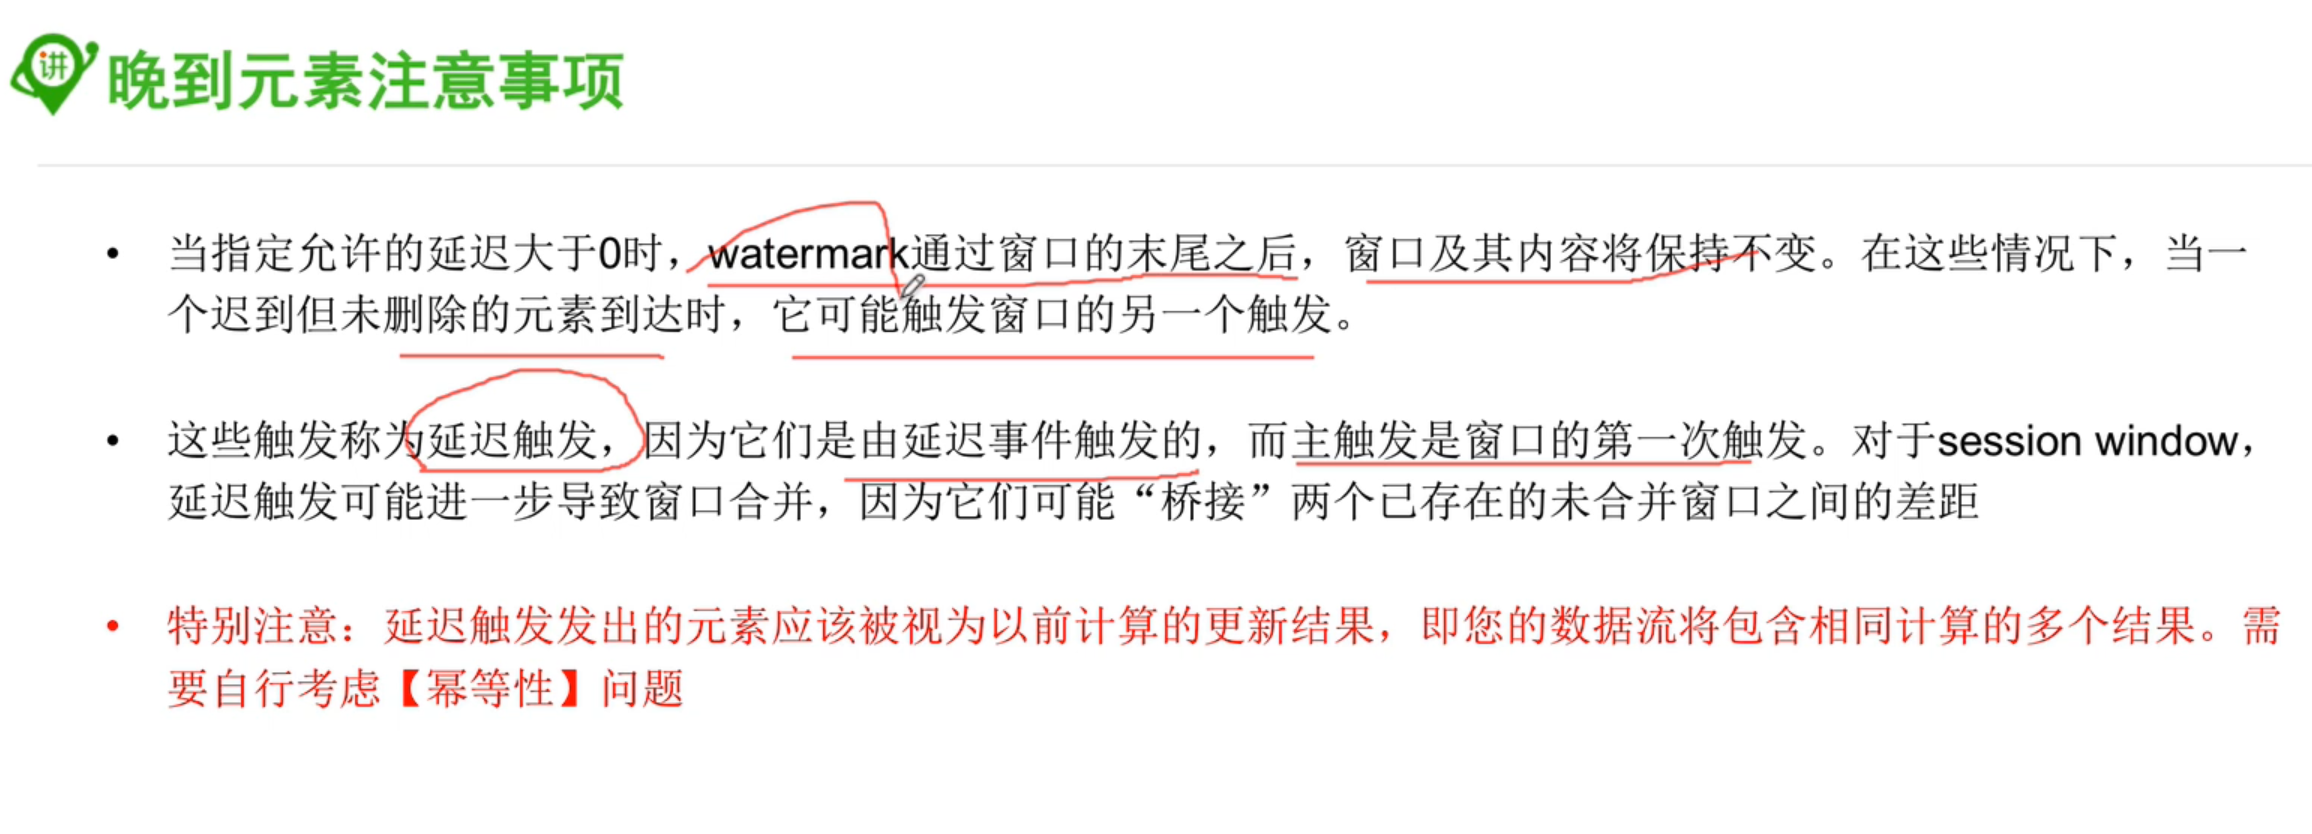 讲
晚到元素注意事项
• 当指定允许的延迟大于0时，watermark通过窗口的末尾之后，窗口及其内容将保持不变。在这些情况下，当一
个迟到但未删除的元素到达时，它可能触发窗口的另一个触发。
• 这些触发称为延迟触发，因为它们是由延迟事件触发的，而主触发是窗口的第一次触发。对于session window，
延迟触发可能进一步导致窗口合并，因为它们可能“桥接”两个已存在的未合并窗口之间的差距
• 特别注意：延迟触发发出的元素应该被视为以前计算的更新结果，即您的数据流将包含相同计算的多个结果。需
要自行考虑【幂等性】问题